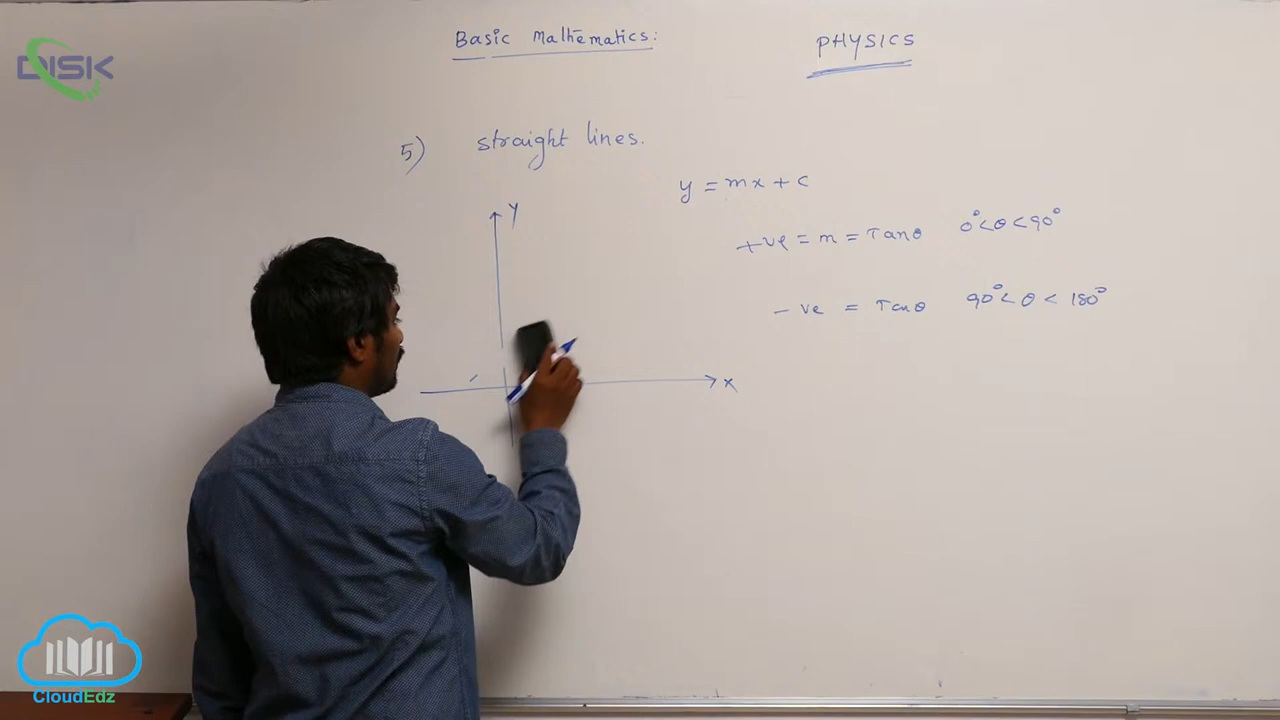 DISK
Basic Mathematics:
PHYSICS
5) straight lines.
y = mx + c
Y
+ve = m = Tanθ 0° < θ < 90°
- ve = Tanθ 90° < θ < 180°
X
CloudEdz